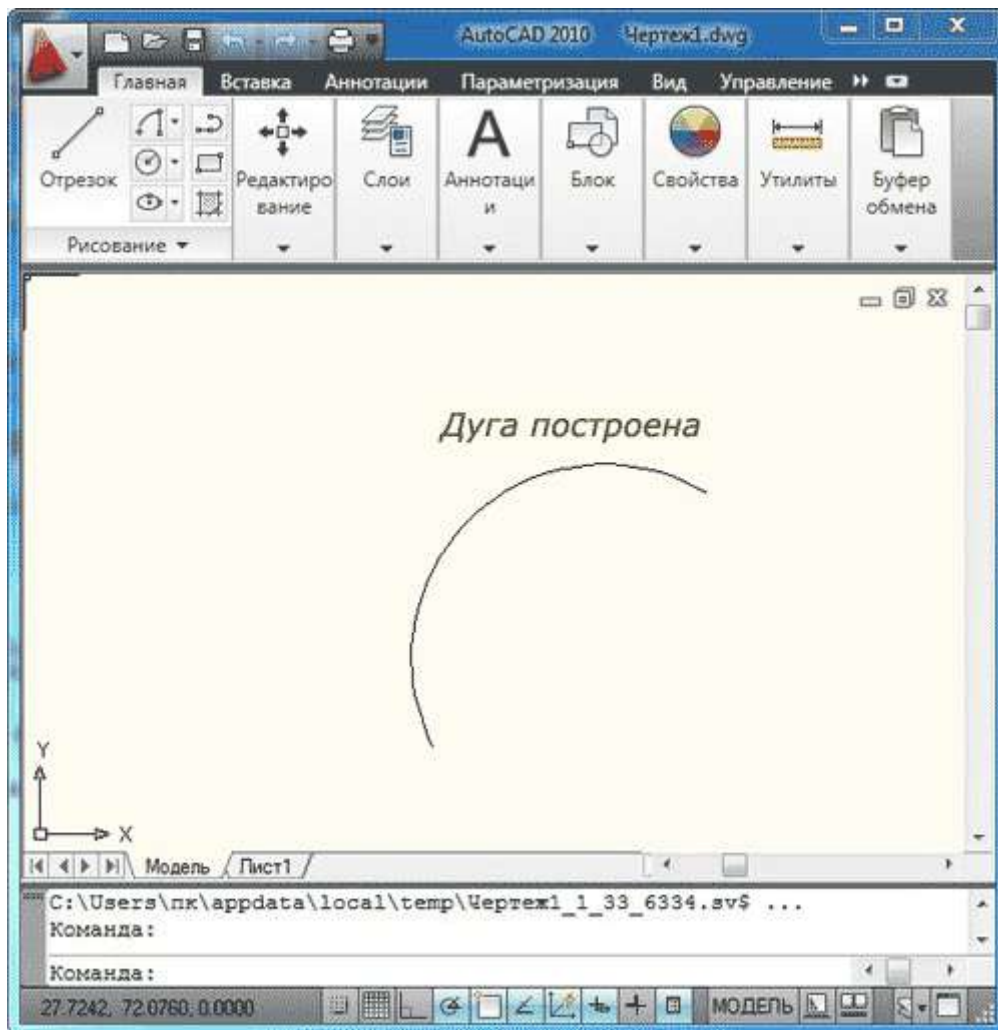 AutoCAD 2010 Чертеж1.dwg
Главная Вставка Аннотации Параметризация Вид Управление
Отрезок
Редактиро
вание
Слои
Аннотаци
и
Блок
Свойства
Утилиты
Буфер
обмена
Рисование
Дуга построена
Y
X
Модель Лист1
C:\Users\пк\appdata\local\temp\Чертеж1_1_33_6334.sv$ ...
Команда:
Команда:
27.7242, 72.0760, 0.0000 МОДЕЛЬ